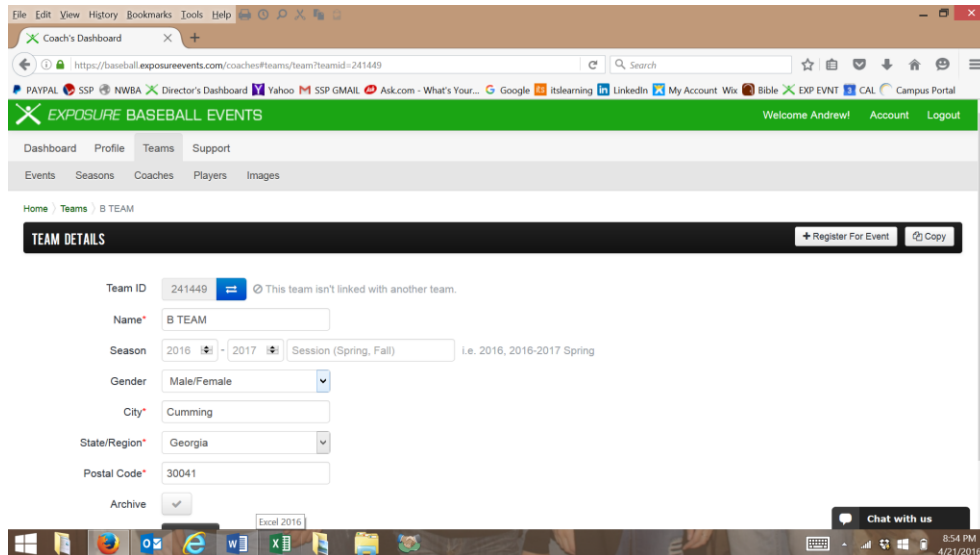 File Edit View History Bookmarks Tools Help
Coach's Dashboard
https://baseball.exposureevents.com/coaches#teams/team?teamid=241449 Search
PAYPAL SSP NWBA Director's Dashboard Yahoo SSP GMAIL Ask.com - What's Your... Google itslearning LinkedIn My Account Wix Bible EXP EVNT CAL Campus Portal
EXPOSURE BASEBALL EVENTS Welcome Andrew! Account Logout
Dashboard Profile Teams Support
Events Seasons Coaches Players Images
Home Teams B TEAM
TEAM DETAILS + Register For Event Copy
Team ID 241449 This team isn't linked with another team.
Name* B TEAM
Season 2016 - 2017 Session (Spring, Fall) i.e. 2016, 2016-2017 Spring
Gender Male/Female
City* Cumming
State/Region* Georgia
Postal Code* 30041
Archive
Excel 2016
Chat with us
8:54 PM